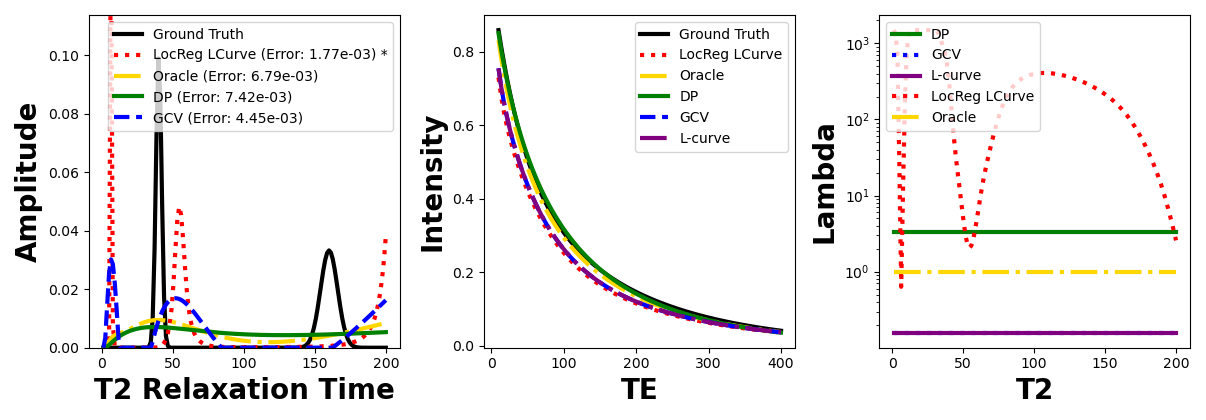 Amplitude
0.10
0.08
0.06
0.04
0.02
0.00
Ground Truth
LocReg LCurve (Error: 1.77e-03) *
Oracle (Error: 6.79e-03)
DP (Error: 7.42e-03)
GCV (Error: 4.45e-03)
0 50 100 150 200
T2 Relaxation Time
Intensity
0.8
0.6
0.4
0.2
0.0
Ground Truth
LocReg LCurve
Oracle
DP
GCV
L-curve
0 100 200 300 400
TE
Lambda
10³
10²
10¹
10⁰
DP
GCV
L-curve
LocReg LCurve
Oracle
0 50 100 150 200
T2